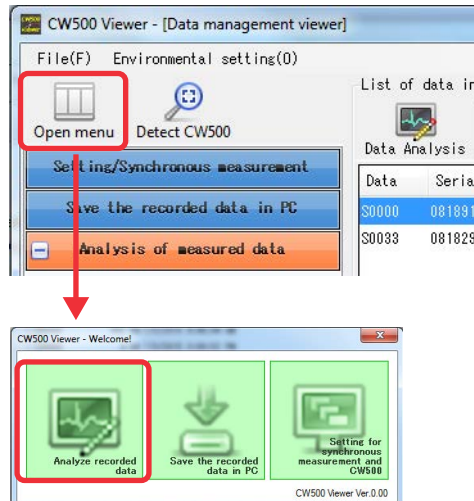 CW500 Viewer - [Data management viewer]
File(F) Environmental setting(O)
Open menu
Detect CW500
List of data in
Data Analysis
Setting/Synchronous measurement
Save the recorded data in PC
Analysis of measured data
Data Seria
S0000 081891
S0033 081829
CW500 Viewer - Welcome!
Analyze recorded
data
Save the recorded
data in PC
Setting for
synchronous
measurement and
CW500
CW500 Viewer Ver.0.00